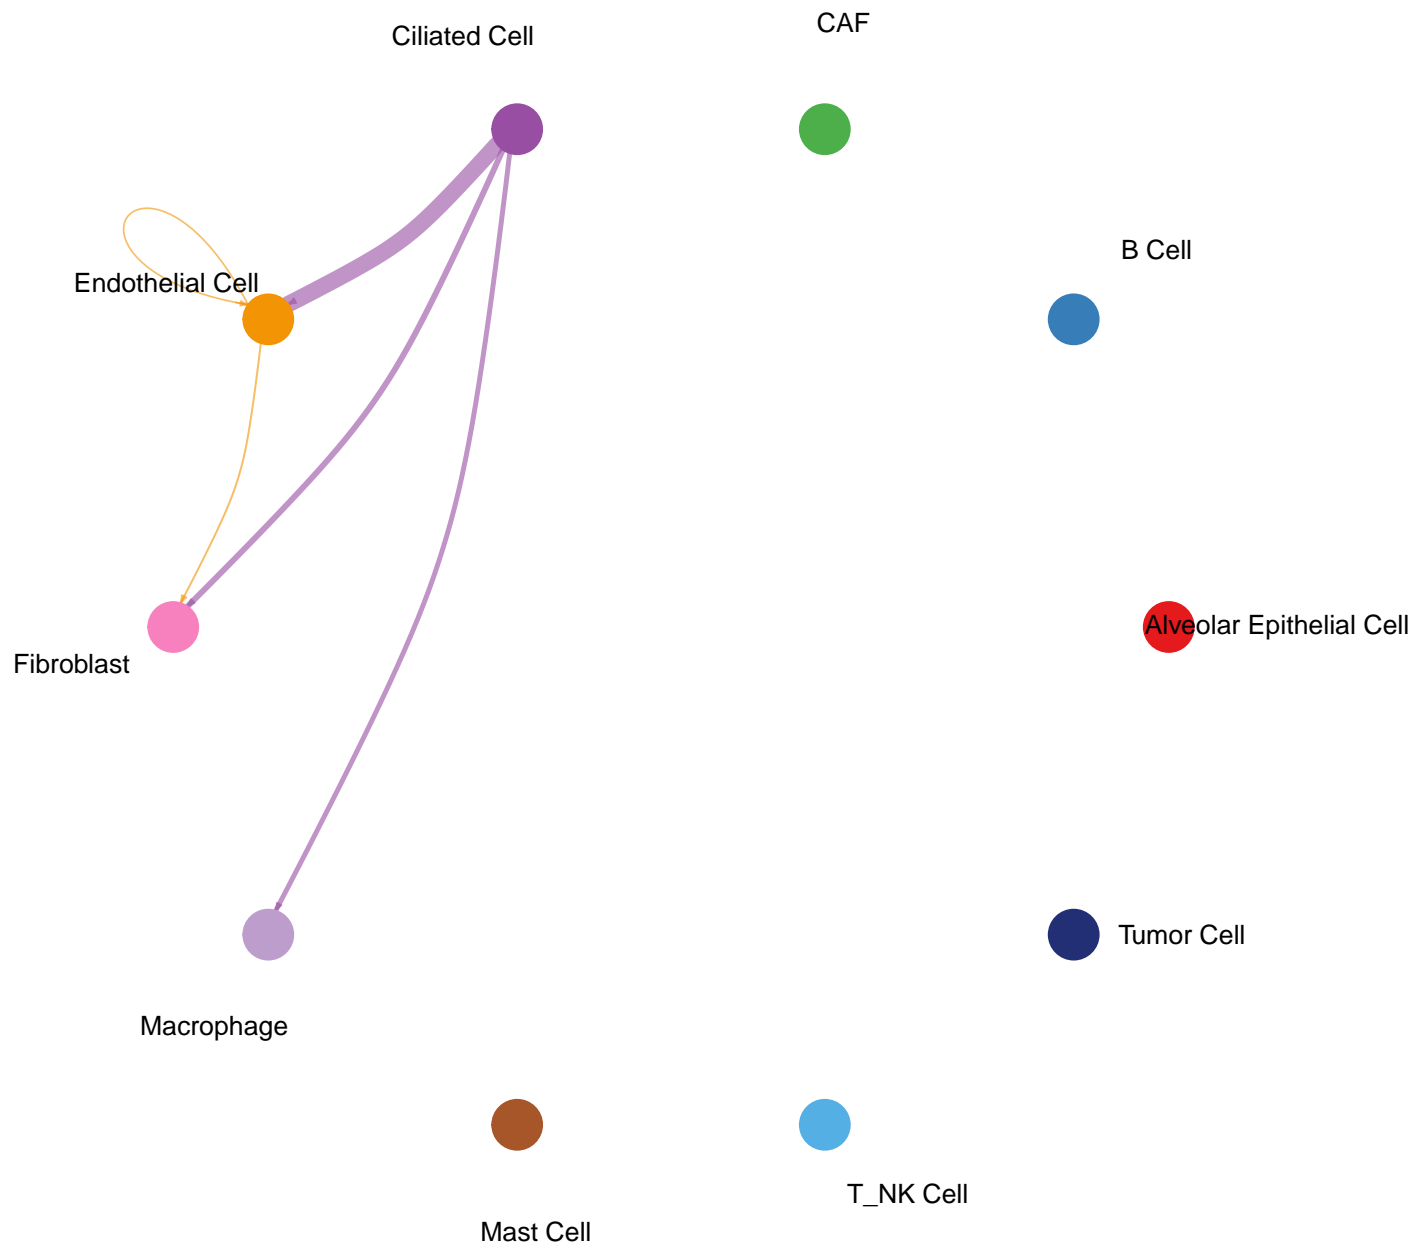 CAF
Ciliated Cell
B Cell
Endothelial Cell
Alveolar Epithelial Cell
Fibroblast
Tumor Cell
Macrophage
T_NK Cell
Mast Cell